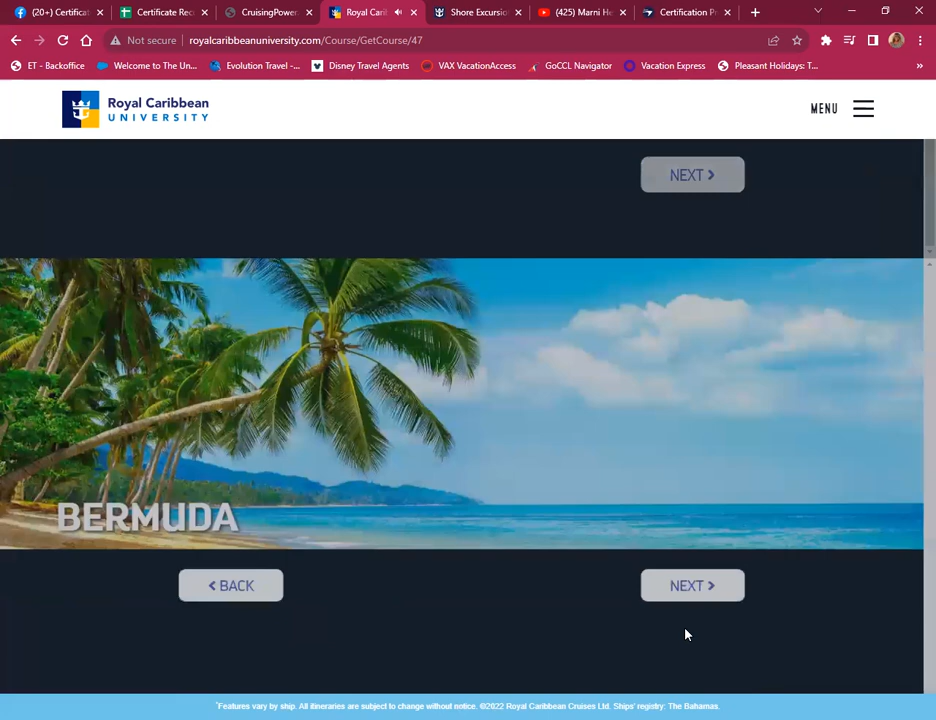 (20+) Certificat
Certificate Rec
CruisingPower
Royal Cari
Shore Excursio
(425) Marni He
Certification P
Not secure
royalcaribbeanuniversity.com/Course/GetCourse/47
ET - Backoffice
Welcome to The Un...
Evolution Travel -...
Disney Travel Agents
VAX VacationAccess
GoCCL Navigator
Vacation Express
Pleasant Holidays: T...
»
Royal Caribbean
UNIVERSITY
MENU
NEXT >
BERMUDA
< BACK
NEXT >
*Features vary by ship. All itineraries are subject to change without notice. ©2022 Royal Caribbean Cruises Ltd. Ships' registry: The Bahamas.